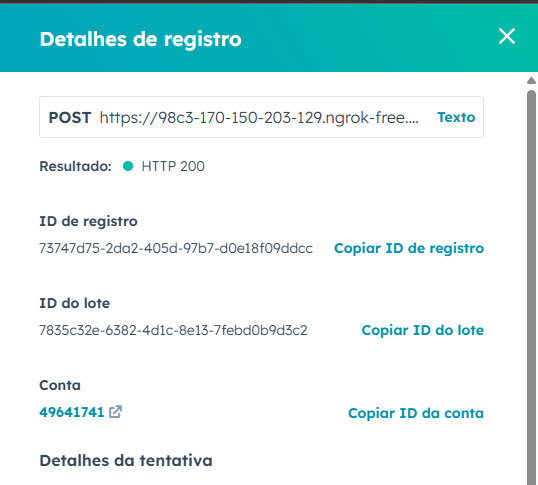 Detalhes de registro
POST https://98c3-170-150-203-129.ngrok-free.... Texto
Resultado: HTTP 200
ID de registro
73747d75-2da2-405d-97b7-d0e18f09ddcc Copiar ID de registro
ID do lote
7835c32e-6382-4d1c-8e13-7febd0b9d3c2 Copiar ID do lote
Conta
49641741 Copiar ID da conta
Detalhes da tentativa